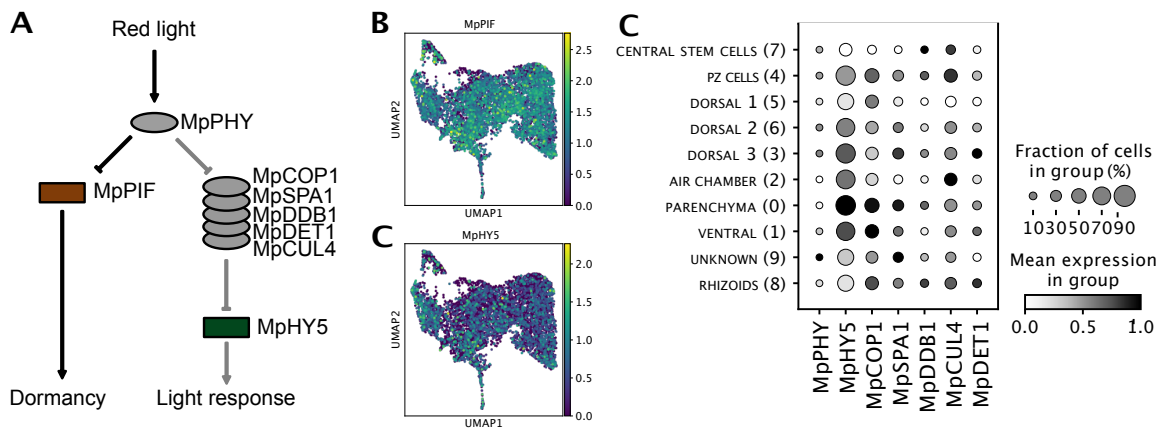 A
Red light
MpPHY
MpPIF
MpCOP1
MpSPA1
MpDDB1
MpDET1
MpCUL4
MpHY5
Dormancy
Light response
B
MpPIF
2.5
2.0
1.5
1.0
0.5
0.0
UMAP2
UMAP1
C
MpHY5
2.0
1.5
1.0
0.5
0.0
UMAP2
UMAP1
C
CENTRAL STEM CELLS (7)
PZ CELLS (4)
DORSAL 1 (5)
DORSAL 2 (6)
DORSAL 3 (3)
AIR CHAMBER (2)
PARENCHYMA (0)
VENTRAL (1)
UNKNOWN (9)
RHIZOIDS (8)
MpPHY
MpHY5
MpCOP1
MpSPA1
MpDDB1
MpCUL4
MpDET1
Fraction of cells
in group (%)
1030507090
Mean expression
in group
0.0 0.5 1.0